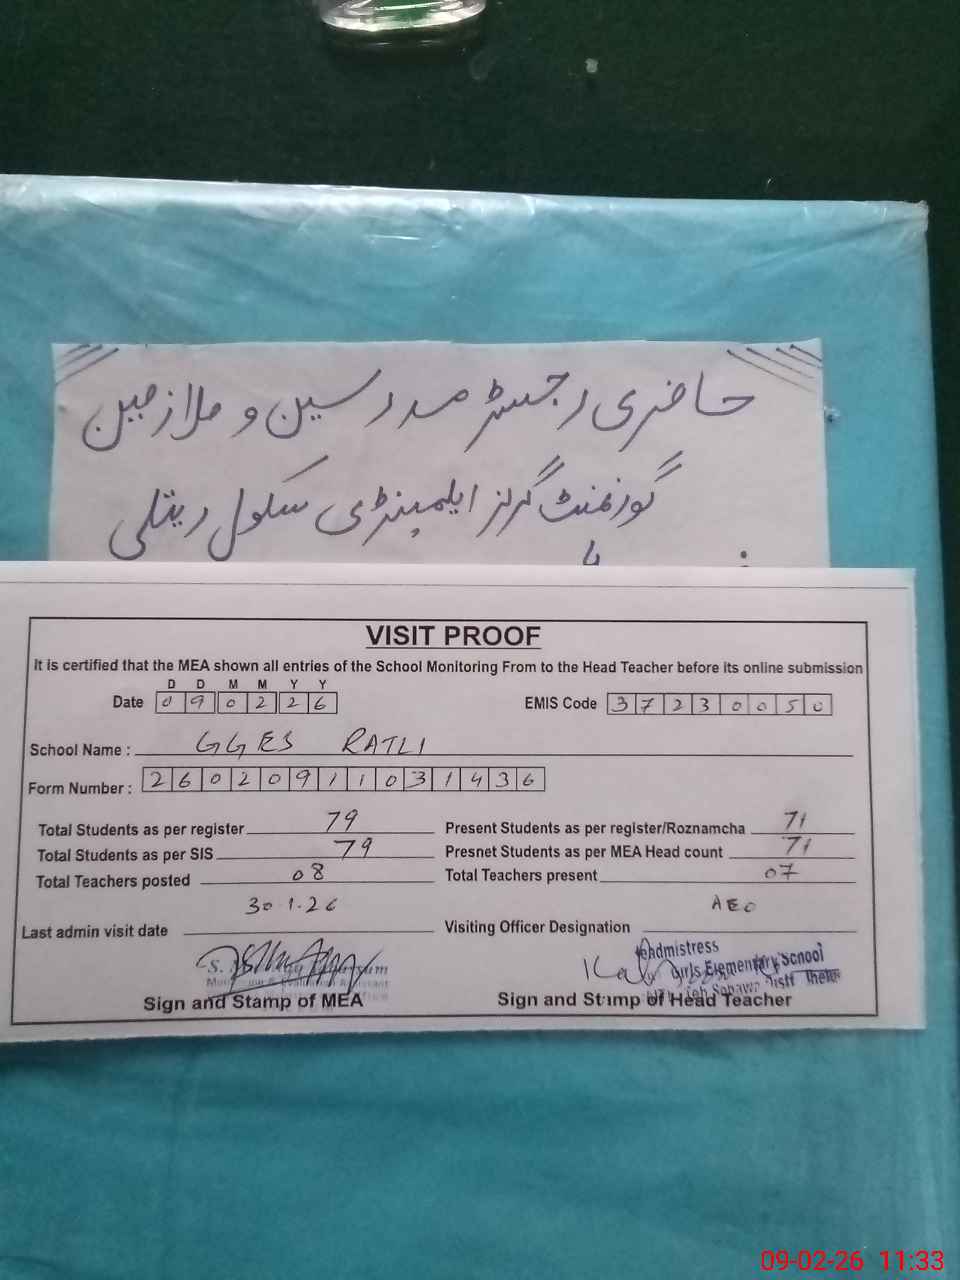 حاضری رجسٹر مدرسین و ملازمین
گورنمنٹ گرلز ایلیمنٹری سکول ریتلی
VISIT PROOF
It is certified that the MEA shown all entries of the School Monitoring From to the Head Teacher before its online submission
D D M M Y Y
Date 0 9 0 2 2 6 EMIS Code 3 7 2 3 0 0 5 0
School Name : GGES RATLI
Form Number : 2 6 0 2 0 9 1 1 0 3 1 4 3 6
Total Students as per register 79 Present Students as per register/Roznamcha 71
Total Students as per SIS 79 Presnet Students as per MEA Head count 71
Total Teachers posted 08 Total Teachers present 07
Last admin visit date 30.1.26 Visiting Officer Designation AEO
eadmistress
Girls Elementary School
Sign and Stamp of MEA Sign and Stamp of Head Teacher
09-02-26 11:33